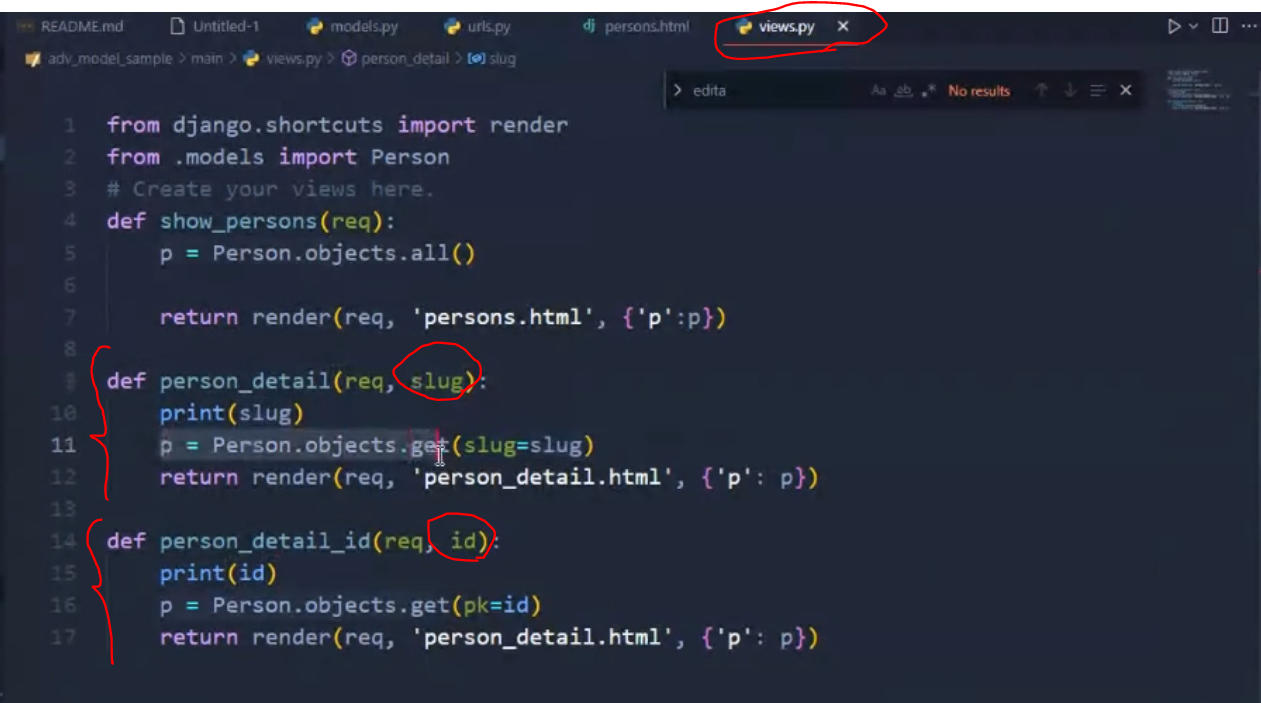 README.md Untitled-1 models.py urls.py dj persons.html views.py
adv_model_sample > main > views.py > person_detail > slug
> edita Aa ab .* No results
1 from django.shortcuts import render
2 from .models import Person
3 # Create your views here.
4 def show_persons(req):
5 p = Person.objects.all()
6
7 return render(req, 'persons.html', {'p':p})
8
9 def person_detail(req, slug):
10 print(slug)
11 p = Person.objects.get(slug=slug)
12 return render(req, 'person_detail.html', {'p': p})
13
14 def person_detail_id(req, id):
15 print(id)
16 p = Person.objects.get(pk=id)
17 return render(req, 'person_detail.html', {'p': p})